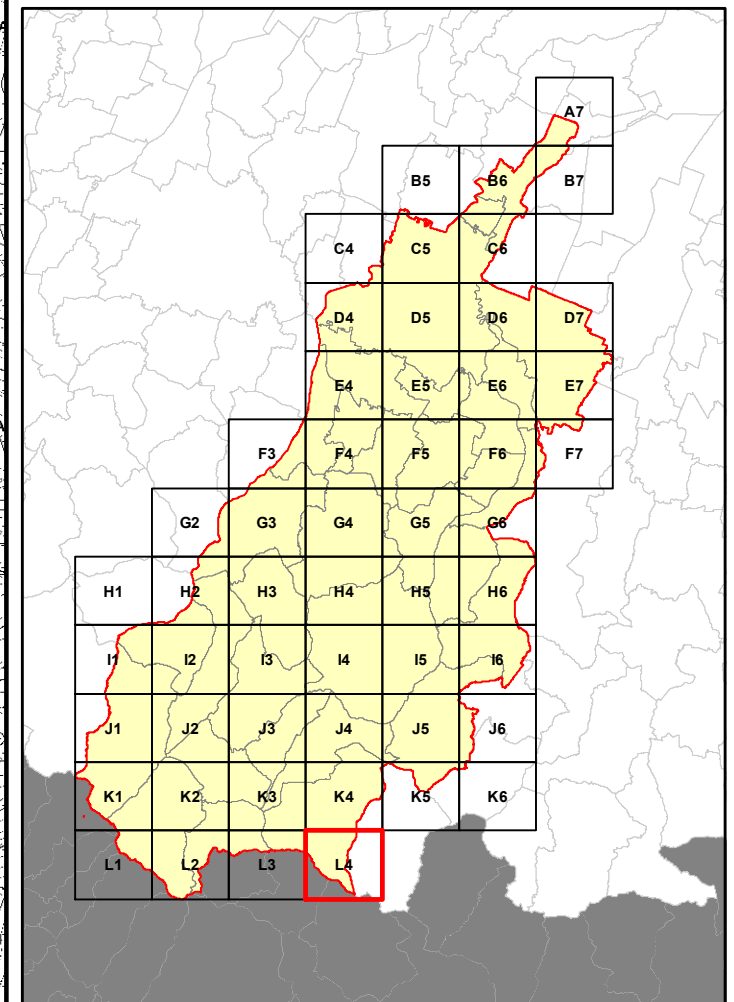 A7
B5 B6 B7
C4 C5 C6
D4 D5 D6 D7
E4 E5 E6 E7
F3 F4 F5 F6 F7
G2 G3 G4 G5 G6
H1 H2 H3 H4 H5 H6
I1 I2 I3 I4 I5 I6
J1 J2 J3 J4 J5 J6
K1 K2 K3 K4 K5 K6
L1 L2 L3 L4